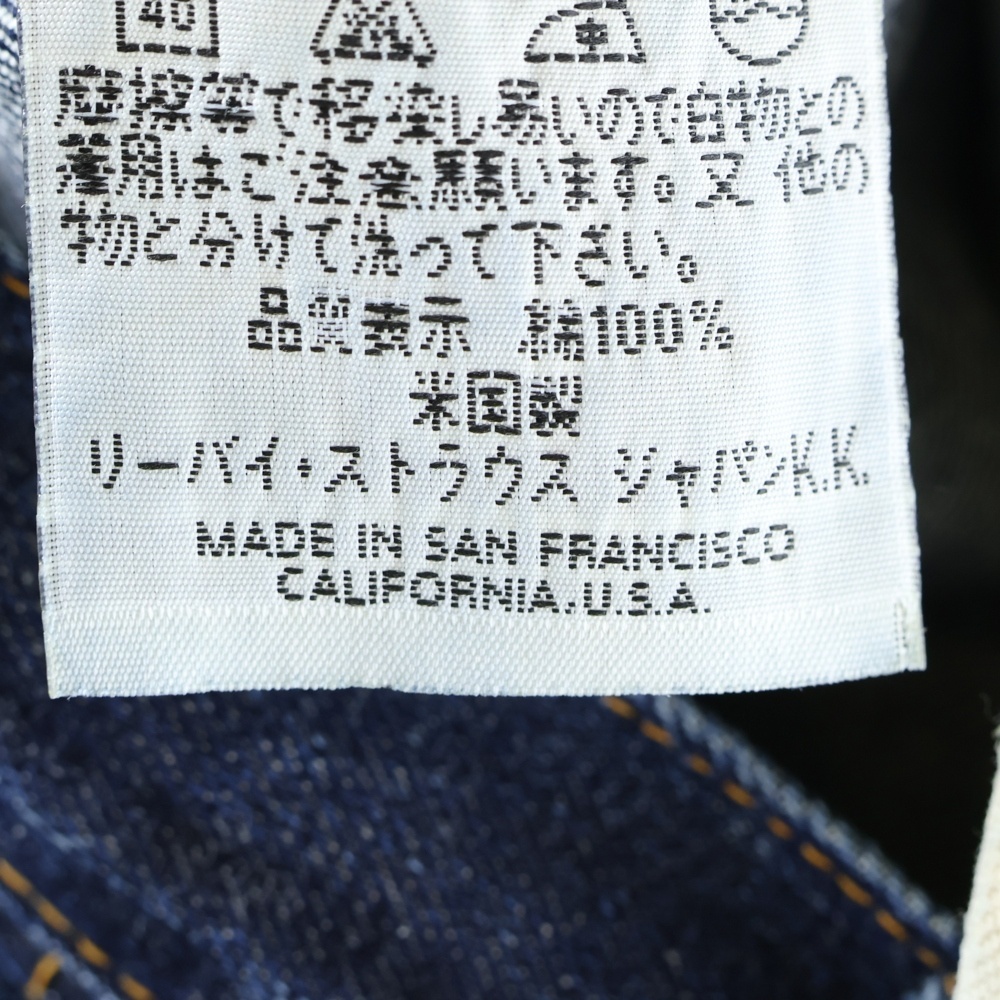 40
摩擦等で移染し易いので白物との
着用はご注意願います。又 他の
物と分けて洗って下さい。
品質表示 綿100%
米国製
リーバイ・ストラウス ジャパンK.K.
MADE IN SAN FRANCISCO
CALIFORNIA.U.S.A.